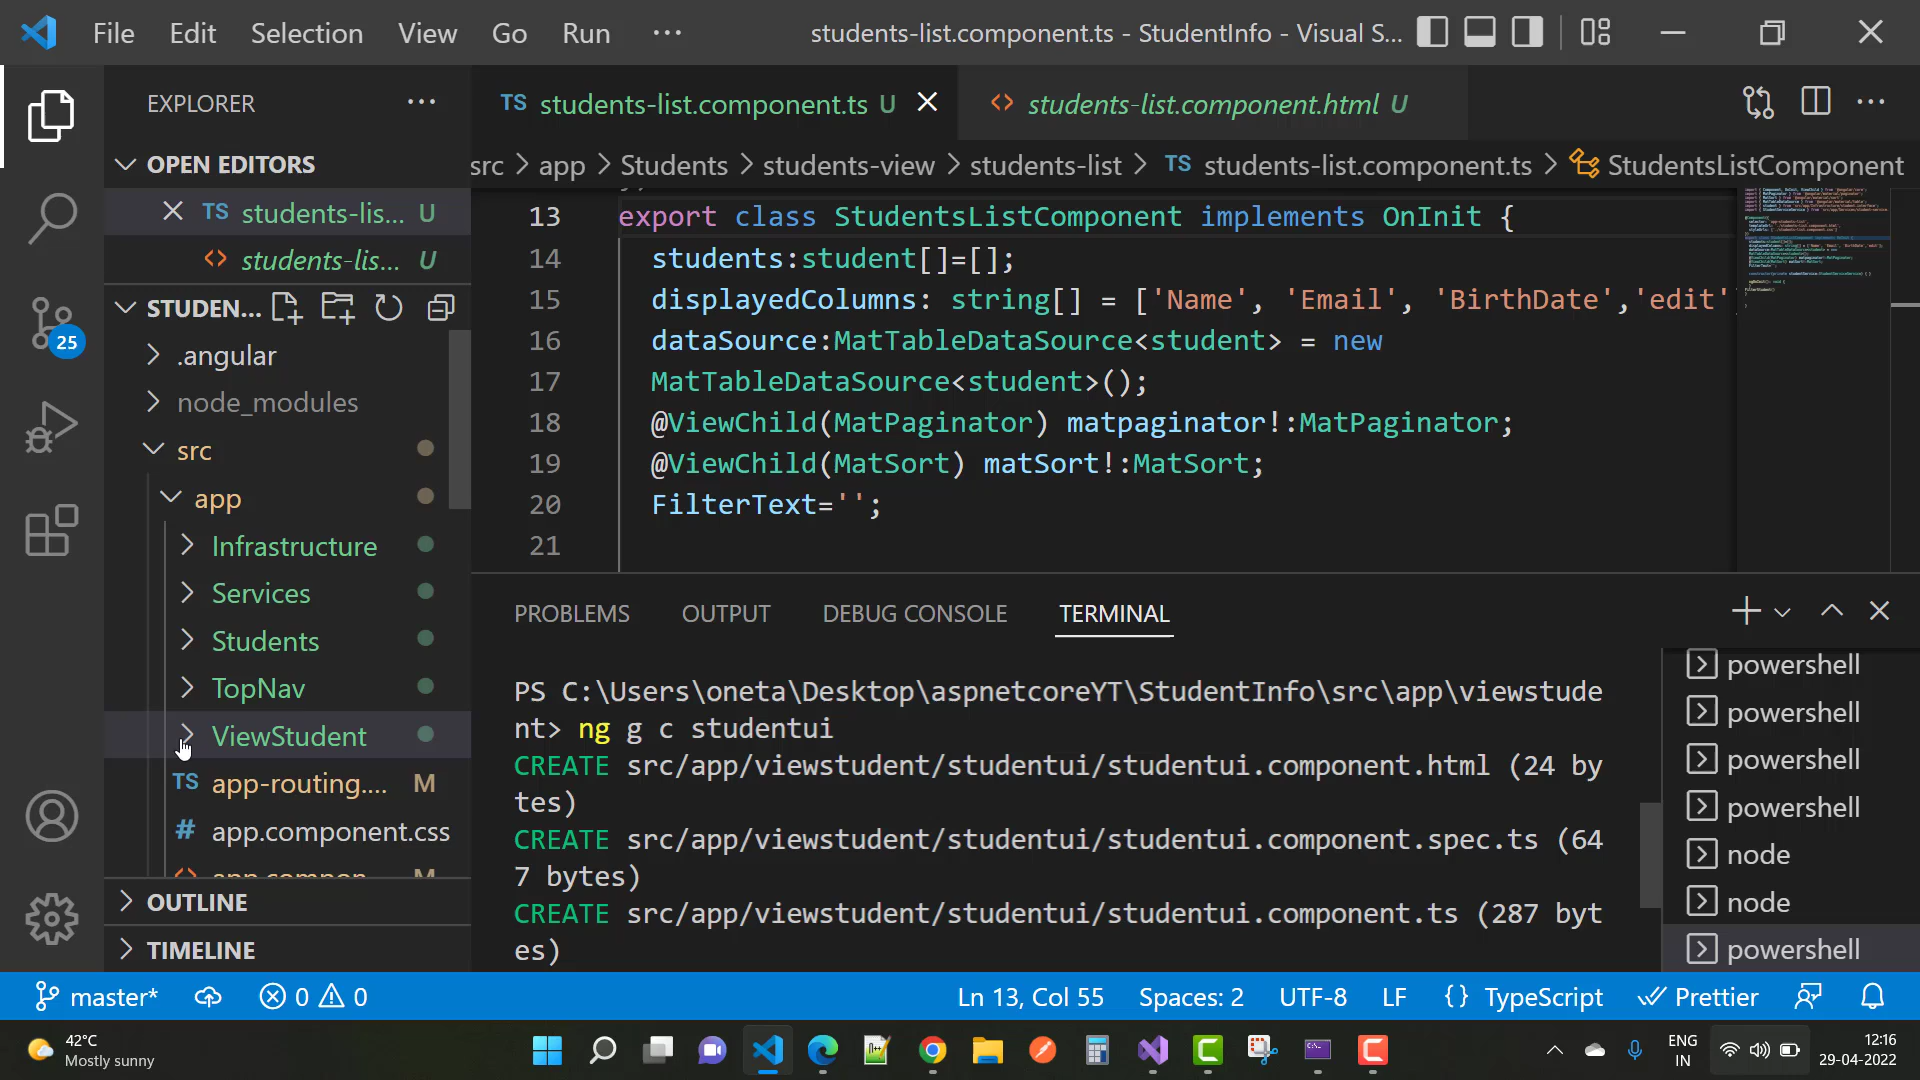 File Edit Selection View Go Run ··· students-list.component.ts - StudentInfo - Visual S...
EXPLORER ···
TS students-list.component.ts U
<> students-list.component.html U
OPEN EDITORS
src > app > Students > students-view > students-list > TS students-list.component.ts > StudentsListComponent
TS students-lis... U
<> students-lis... U
STUDEN...
25
.angular
node_modules
src
app
Infrastructure
Services
Students
TopNav
ViewStudent
TS app-routing.... M
# app.component.css
OUTLINE
TIMELINE
13 export class StudentsListComponent implements OnInit {
14 students:student[]=[];
15 displayedColumns: string[] = ['Name', 'Email', 'BirthDate','edit'
16 dataSource:MatTableDataSource<student> = new
17 MatTableDataSource<student>();
18 @ViewChild(MatPaginator) matpaginator!:MatPaginator;
19 @ViewChild(MatSort) matSort!:MatSort;
20 FilterText='';
21
PROBLEMS OUTPUT DEBUG CONSOLE TERMINAL
PS C:\Users\oneta\Desktop\aspnetcoreYT\StudentInfo\src\app\viewstude
nt> ng g c studentui
CREATE src/app/viewstudent/studentui/studentui.component.html (24 by
tes)
CREATE src/app/viewstudent/studentui/studentui.component.spec.ts (64
7 bytes)
CREATE src/app/viewstudent/studentui/studentui.component.ts (287 byt
es)
powershell
powershell
powershell
powershell
node
node
powershell
master* 0 0 Ln 13, Col 55 Spaces: 2 UTF-8 LF {} TypeScript Prettier
42°C
Mostly sunny
ENG
IN
12:16
29-04-2022